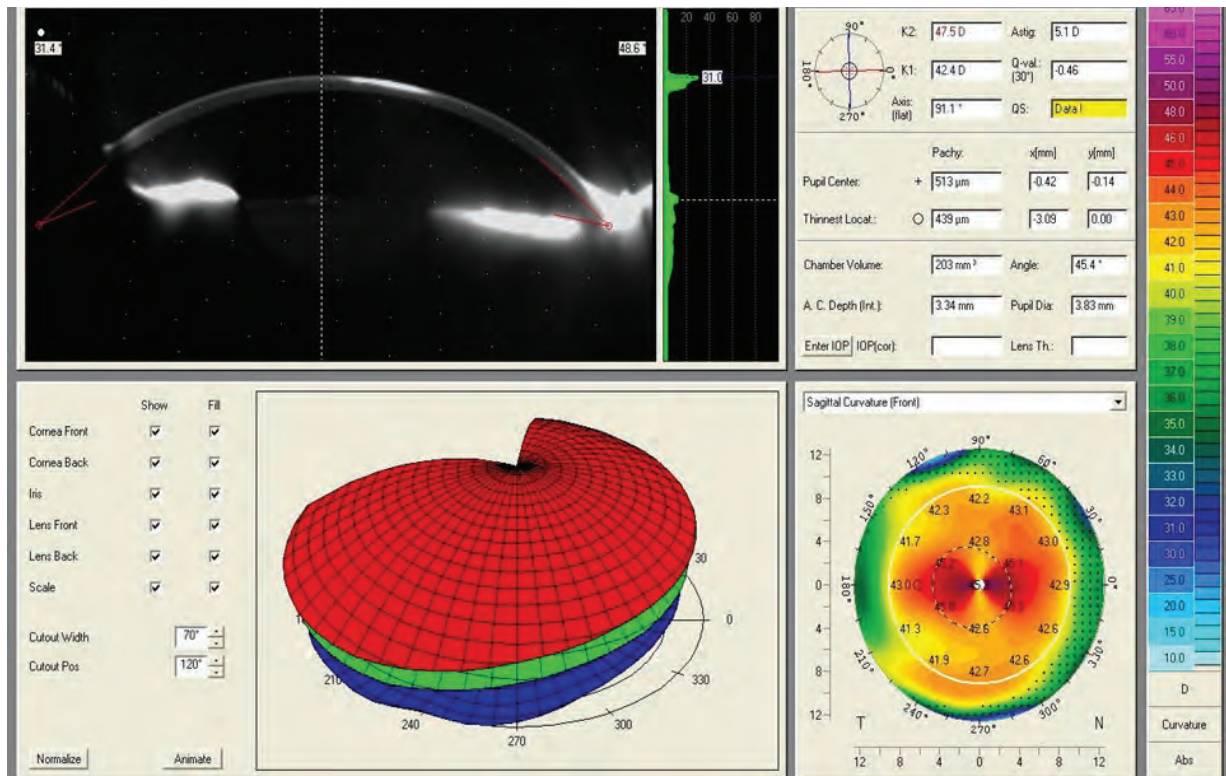 31.4 °
48.6 °
20 40 60 80
31.0
90°
180°
0°
270°
K2: 47.5 D Astig: 5.1 D
K1: 42.4 D Q-val.: (30°) -0.46
Axis: (flat) 91.1 ° QS: Data !
Pachy: x[mm] y[mm]
Pupil Center: + 513 µm -0.42 -0.14
Thinnest Locat.: 439 µm -3.09 0.00
Chamber Volume: 203 mm³ Angle: 45.4 °
A. C. Depth (Int.): 3.34 mm Pupil Dia: 3.83 mm
Enter IOP IOP(cor): Lens Th.:
Show Fill
Cornea Front
Cornea Back
Iris
Lens Front
Lens Back
Scale
Cutout Width 70°
Cutout Pos 120°
Normalize Animate
30
0
330
300
270
240
210
Sagittal Curvature (Front)
90°
120° 60°
150° 30°
180° 0°
210° 330°
240° 300°
270°
12 8 4 0 4 8 12
42.2
42.3 43.1
41.7 42.8 43.0
43.0 42.9
41.3 42.6 42.6
41.9 42.6
42.7
T N
12 8 4 0 4 8 12
55.0
50.0
48.0
46.0
44.0
43.0
42.0
41.0
40.0
39.0
38.0
37.0
36.0
35.0
34.0
33.0
32.0
31.0
30.0
25.0
20.0
15.0
10.0
D
Curvature
Abs